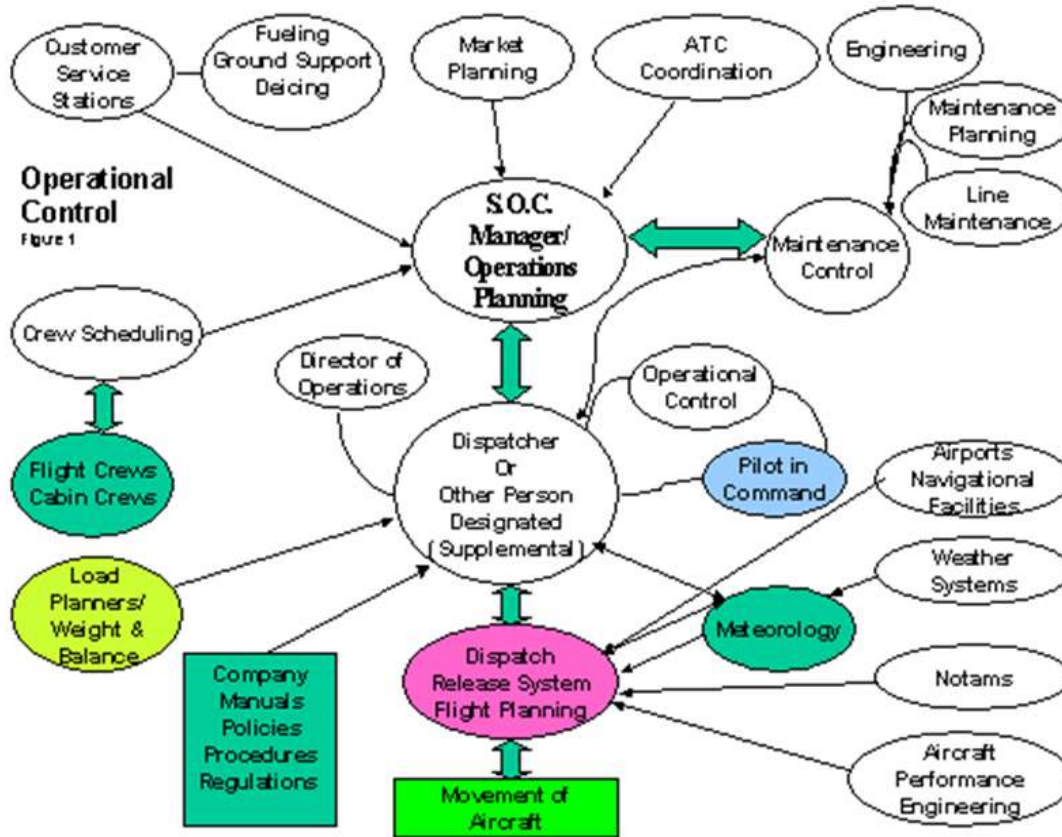 Customer
Service
Stations
Fueling
Ground Support
Deicing
Market
Planning
ATC
Coordination
Engineering
Maintenance
Planning
Line
Maintenance
Operational
Control
Figure 1
S.O.C.
Manager/
Operations
Planning
Maintenance
Control
Crew Scheduling
Director of
Operations
Operational
Control
Flight Crews
Cabin Crews
Dispatcher
Or
Other Person
Designated
(Supplemental)
Pilot in
Command
Airports
Navigational
Facilities
Load
Planners/
Weight &
Balance
Weather
Systems
Meteorology
Company
Manuals
Policies
Procedures
Regulations
Dispatch
Release System
Flight Planning
Notams
Aircraft
Performance
Engineering
Movement of
Aircraft